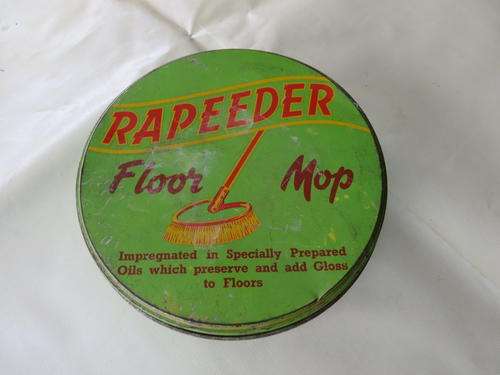 RAPEEDER
Floor Mop
Impregnated in Specially Prepared
Oils which preserve and add Gloss
to Floors